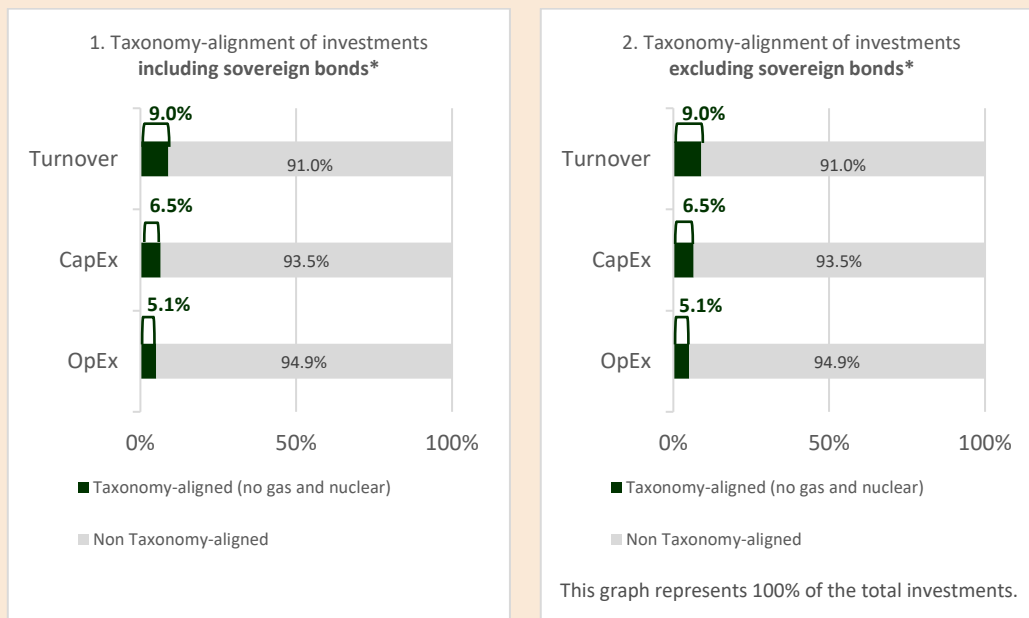 1. Taxonomy-alignment of investments
including sovereign bonds*
9.0%
Turnover
91.0%
6.5%
CapEx
93.5%
5.1%
OpEx
94.9%
0%
50%
100%
Taxonomy-aligned (no gas and nuclear)
Non Taxonomy-aligned
2. Taxonomy-alignment of investments
excluding sovereign bonds*
9.0%
Turnover
91.0%
6.5%
CapEx
93.5%
5.1%
OpEx
94.9%
0%
50%
100%
Taxonomy-aligned (no gas and nuclear)
Non Taxonomy-aligned
This graph represents 100% of the total investments.